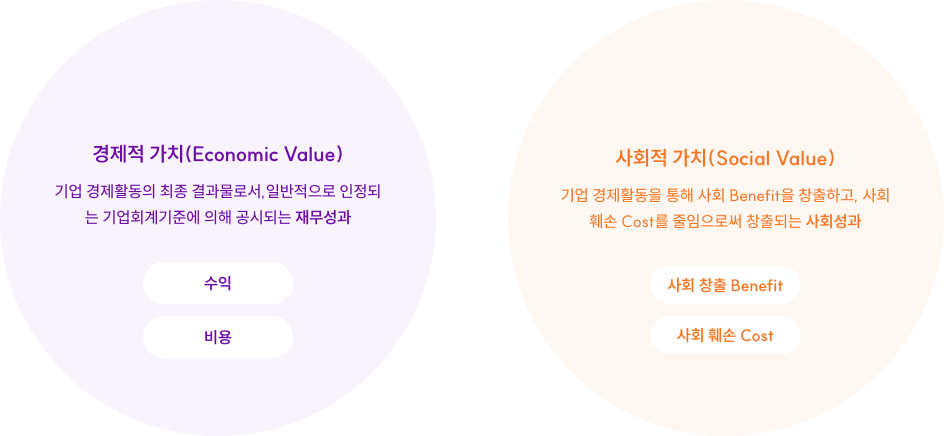 경제적 가치(Economic Value)
기업 경제활동의 최종 결과물로서,일반적으로 인정되
는 기업회계기준에 의해 공시되는 재무성과
수익
비용
사회적 가치(Social Value)
기업 경제활동을 통해 사회 Benefit을 창출하고, 사회
훼손 Cost를 줄임으로써 창출되는 사회성과
사회 창출 Benefit
사회 훼손 Cost